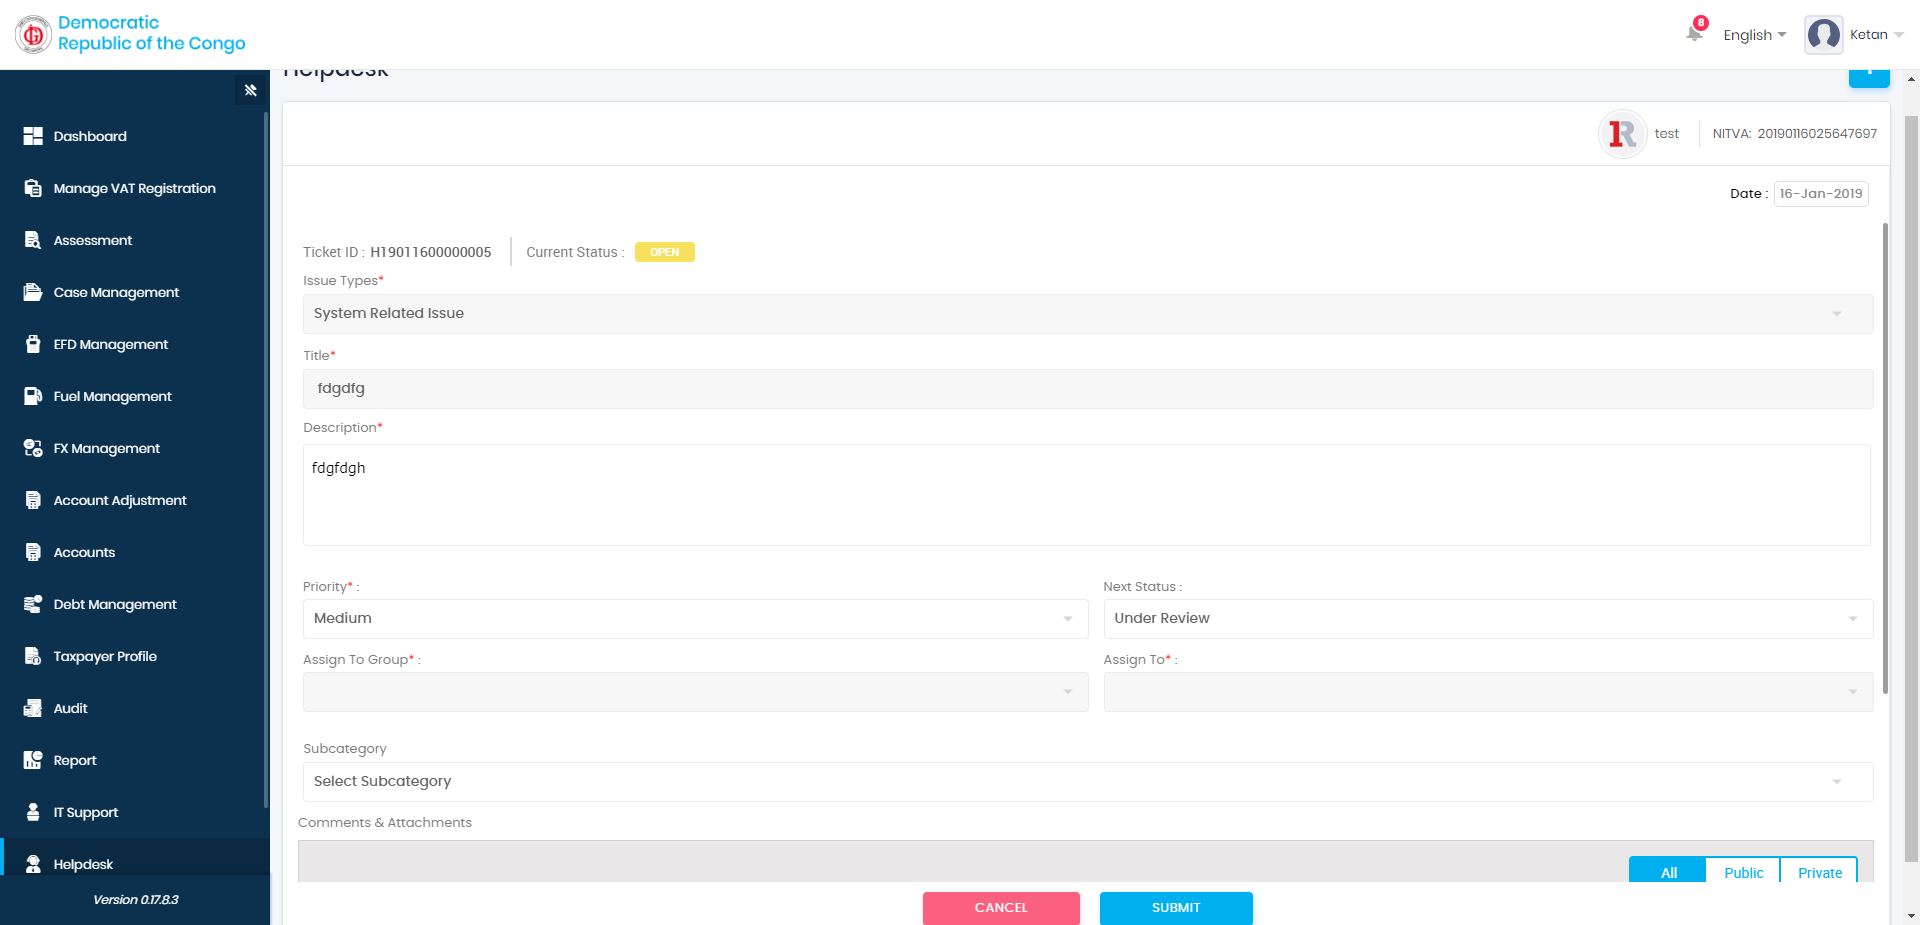 Democratic
Republic of the Congo
8
English
Ketan
Helpdesk
Dashboard
Manage VAT Registration
Assessment
Case Management
EFD Management
Fuel Management
FX Management
Account Adjustment
Accounts
Debt Management
Taxpayer Profile
Audit
Report
IT Support
Helpdesk
Version 0.17.8.3
1R test NITVA: 20190116025647697
Date : 16-Jan-2019
Ticket ID : H19011600000005 Current Status : OPEN
Issue Types*
System Related Issue
Title*
fdgdfg
Description*
fdgfdgh
Priority* : Next Status :
Medium Under Review
Assign To Group* : Assign To* :
Subcategory
Select Subcategory
Comments & Attachments
All Public Private
CANCEL SUBMIT